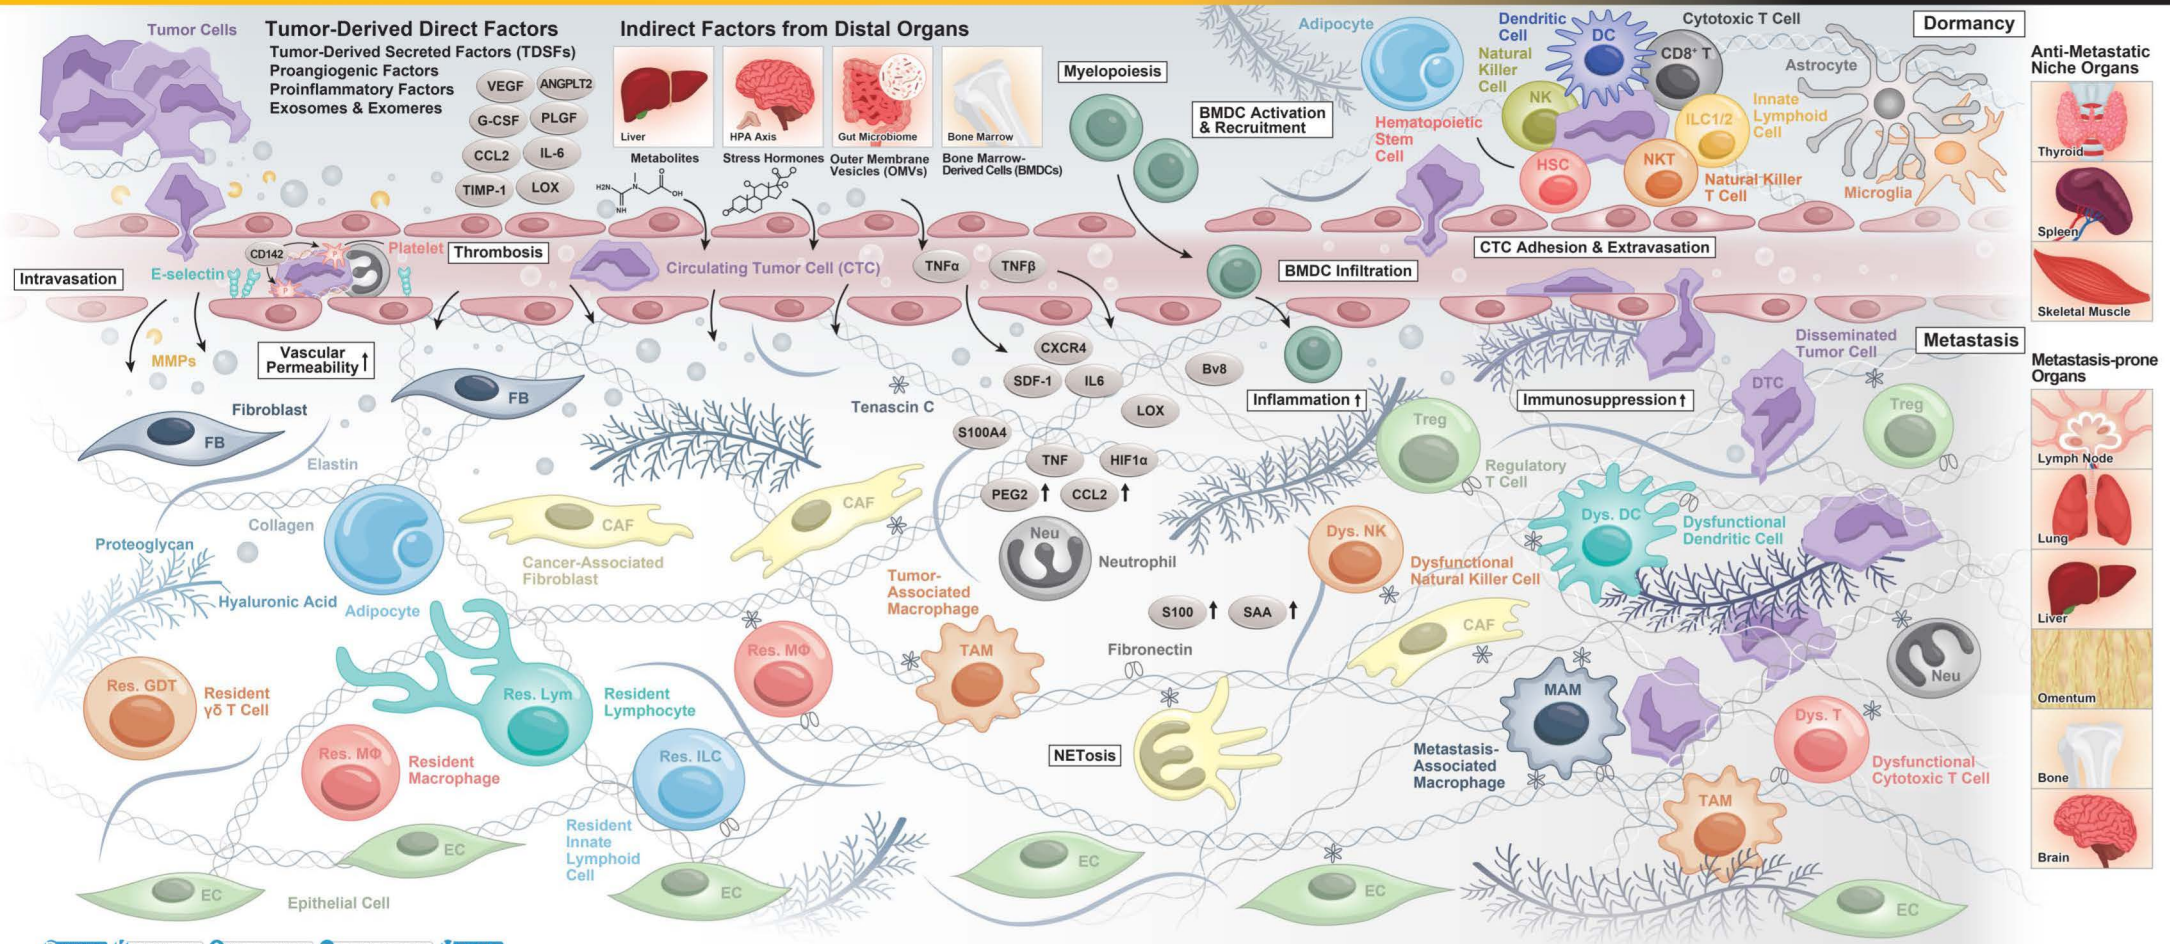 Tumor Cells
Tumor-Derived Direct Factors
Tumor-Derived Secreted Factors (TDSFs)
Proangiogenic Factors
Proinflammatory Factors
Exosomes & Exomeres
VEGF
ANGPLT2
G-CSF
PLGF
CCL2
IL-6
TIMP-1
LOX
Indirect Factors from Distal Organs
Liver
HPA Axis
Gut Microbiome
Bone Marrow
Metabolites
Stress Hormones
Outer Membrane
Vesicles (OMVs)
Bone Marrow-
Derived Cells (BMDCs)
H2N
NH
N
O
OH
Myelopoiesis
BMDC Activation
& Recruitment
Adipocyte
Dendritic
Cell
DC
Natural
Killer
Cell
NK
Cytotoxic T Cell
CD8+ T
Hematopoietic
Stem
Cell
HSC
ILC1/2
Innate
Lymphoid
Cell
NKT
Natural Killer
T Cell
Dormancy
Astrocyte
Microglia
Anti-Metastatic
Niche Organs
Thyroid
Spleen
Skeletal Muscle
Intravasation
E-selectin
CD142
P
P
Platelet
Thrombosis
Circulating Tumor Cell (CTC)
TNFα
TNFβ
BMDC Infiltration
CTC Adhesion & Extravasation
MMPs
Vascular
Permeability ↑
Fibroblast
FB
FB
Elastin
Collagen
Proteoglycan
Hyaluronic Acid
Adipocyte
CAF
Cancer-Associated
Fibroblast
CAF
Tenascin C
CXCR4
SDF-1
IL6
Bv8
LOX
S100A4
TNF
HIF1α
PEG2 ↑
CCL2 ↑
Inflammation ↑
Neu
Neutrophil
S100 ↑
SAA ↑
Fibronectin
Tumor-
Associated
Macrophage
TAM
NETosis
Immunosuppression ↑
Disseminated
Tumor Cell
DTC
Metastasis
Treg
Regulatory
T Cell
Treg
Dys. NK
Dysfunctional
Natural Killer Cell
Dys. DC
Dysfunctional
Dendritic Cell
CAF
MAM
Metastasis-
Associated
Macrophage
Neu
Dys. T
Dysfunctional
Cytotoxic T Cell
TAM
Res. GDT
Resident
γδ T Cell
Res. MΦ
Resident
Macrophage
Res. Lym
Resident
Lymphocyte
Res. MΦ
Res. ILC
Resident
Innate
Lymphoid
Cell
EC
Epithelial Cell
EC
EC
EC
EC
EC
Metastasis-prone
Organs
Lymph Node
Lung
Liver
Omentum
Bone
Brain